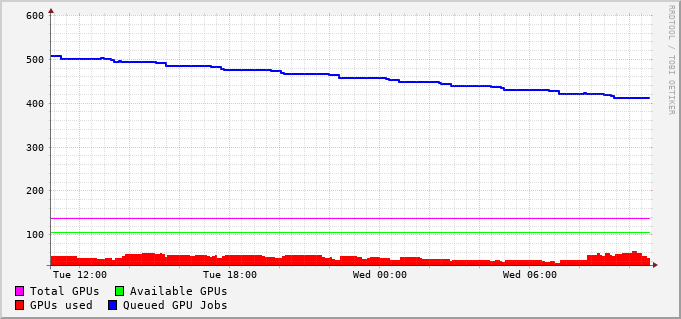 600
500
400
300
200
100
Tue 12:00 Tue 18:00 Wed 00:00 Wed 06:00
Total GPUs Available GPUs
GPUs used Queued GPU Jobs
RRDTOOL / TOBI OETIKER